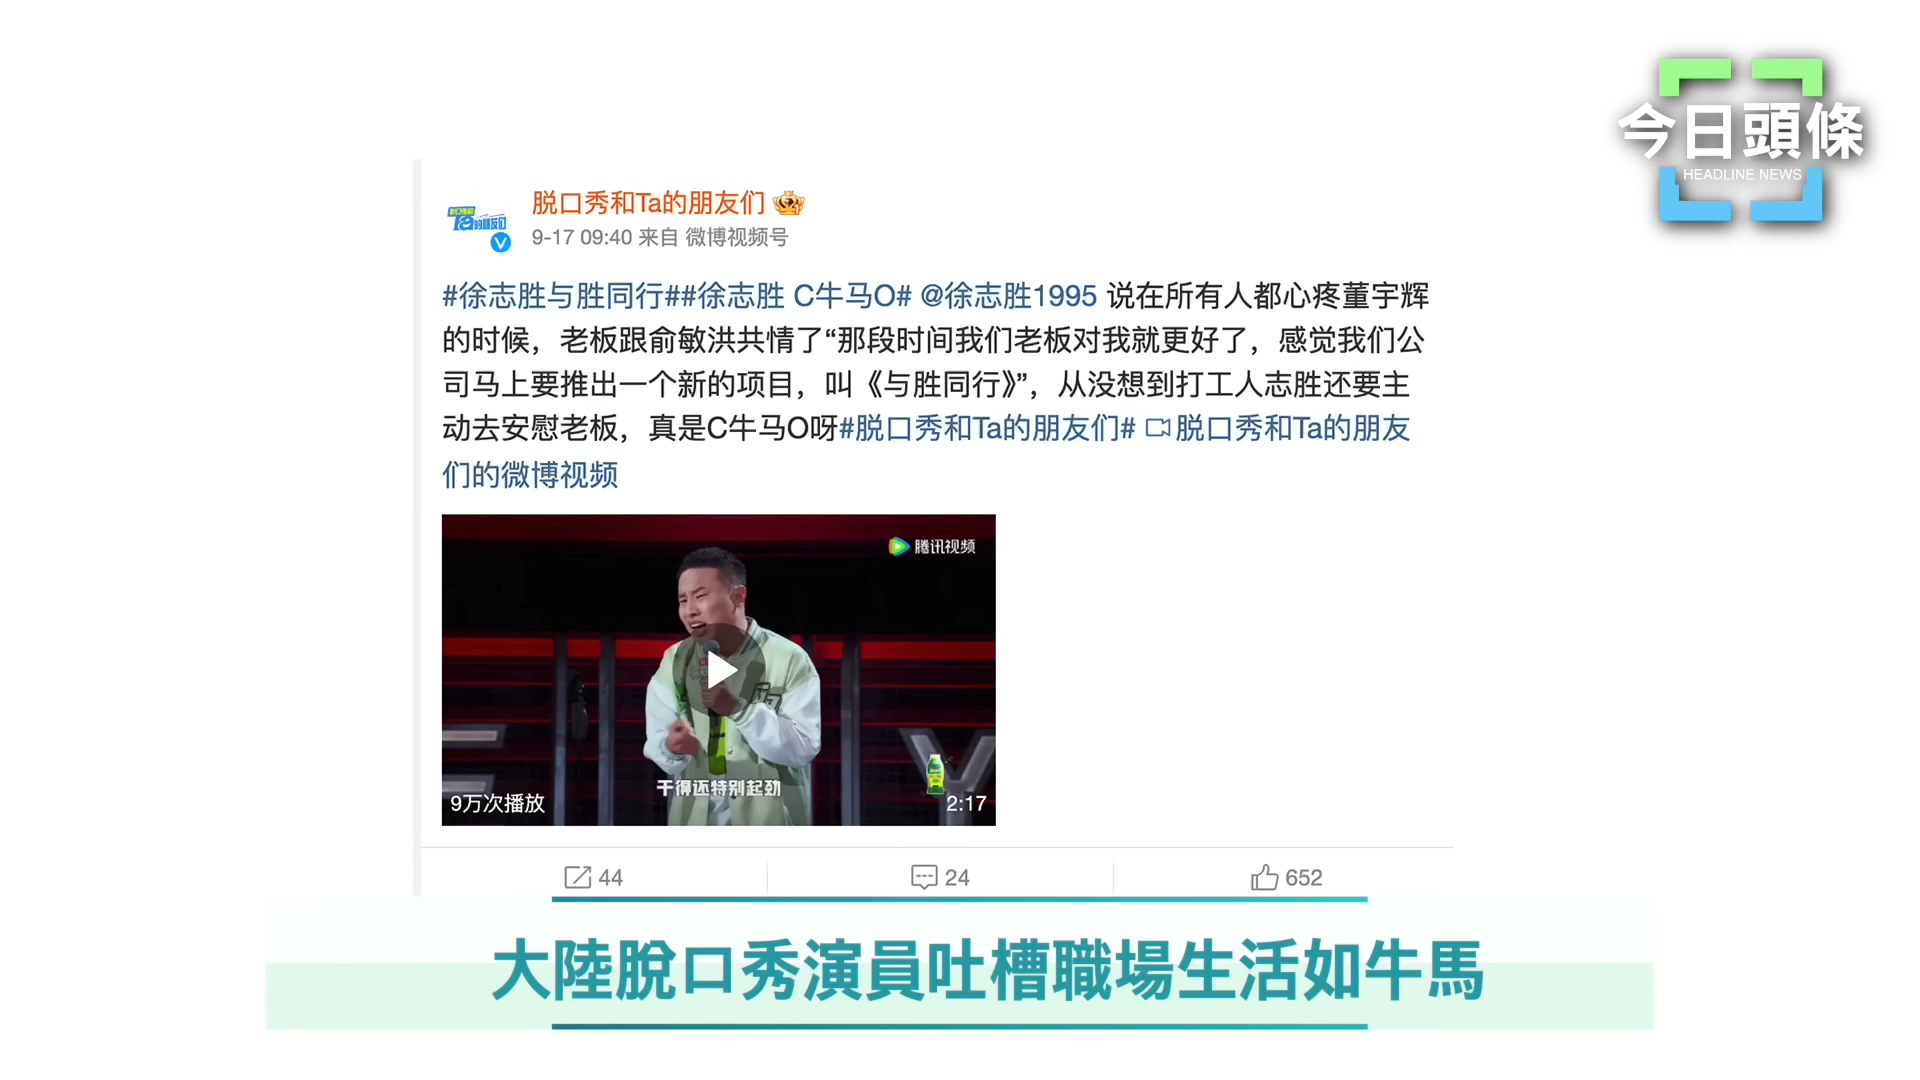 今日頭條
HEADLINE NEWS
脱口秀和Ta的朋友们
9-17 09:40 来自 微博视频号
#徐志胜与胜同行##徐志胜 C牛马O# @徐志胜1995 说在所有人都心疼董宇辉
的时候，老板跟俞敏洪共情了“那段时间我们老板对我就更好了，感觉我们公
司马上要推出一个新的项目，叫《与胜同行》”，从没想到打工人志胜还要主
动去安慰老板，真是C牛马O呀#脱口秀和Ta的朋友们# 脱口秀和Ta的朋友
们的微博视频
腾讯视频
干得还特别起劲
9万次播放
2:17
44
24
652
大陸脫口秀演員吐槽職場生活如牛馬